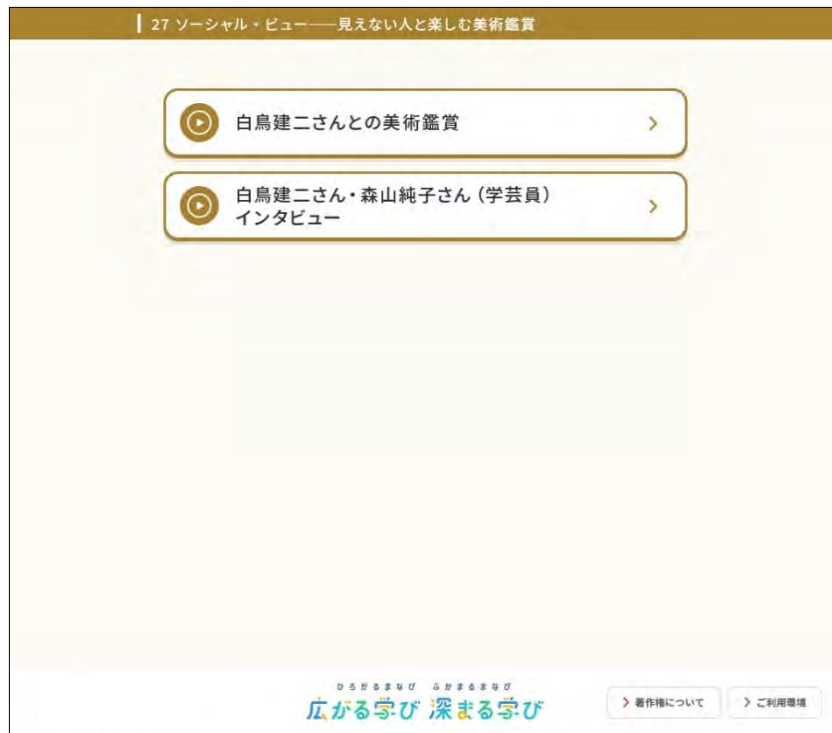 27 ソーシャル・ビュー――見えない人と楽しむ美術鑑賞
白鳥建二さんとの美術鑑賞
白鳥建二さん・森山純子さん（学芸員）
インタビュー
ひろがるまなび ふかまるまなび
広がる学び 深まる学び
著作権について
ご利用環境